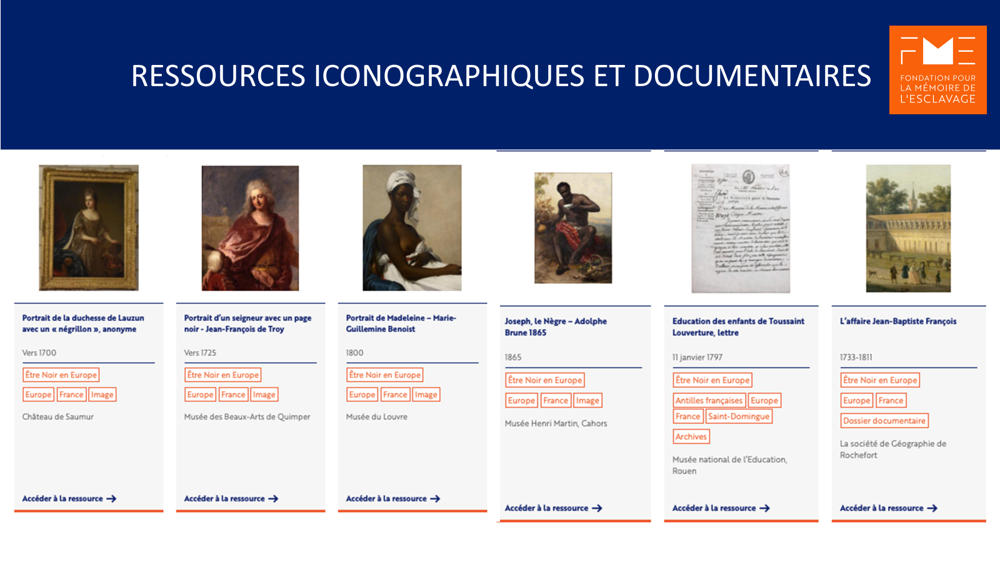 RESSOURCES ICONOGRAPHIQUES ET DOCUMENTAIRES
FME
FONDATION POUR
LA MÉMOIRE DE
L'ESCLAVAGE
Portrait de la duchesse de Lauzun
avec un « négrillon », anonyme
Vers 1700
Être Noir en Europe
Europe France Image
Château de Saumur
Accéder à la ressource →
Portrait d'un seigneur avec un page
noir - Jean-François de Troy
Vers 1725
Être Noir en Europe
Europe France Image
Musée des Beaux-Arts de Quimper
Accéder à la ressource →
Portrait de Madeleine – Marie-
Guillemine Benoist
1800
Être Noir en Europe
Europe France Image
Musée du Louvre
Accéder à la ressource →
Joseph, le Nègre – Adolphe
Brune 1865
1865
Être Noir en Europe
Europe France Image
Musée Henri Martin, Cahors
Accéder à la ressource →
Education des enfants de Toussaint
Louverture, lettre
11 janvier 1797
Être Noir en Europe
Antilles françaises Europe
France Saint-Domingue
Archives
Musée national de l'Education,
Rouen
Accéder à la ressource →
L'affaire Jean-Baptiste François
1733-1811
Être Noir en Europe
Europe France
Dossier documentaire
La société de Géographie de
Rochefort
Accéder à la ressource →